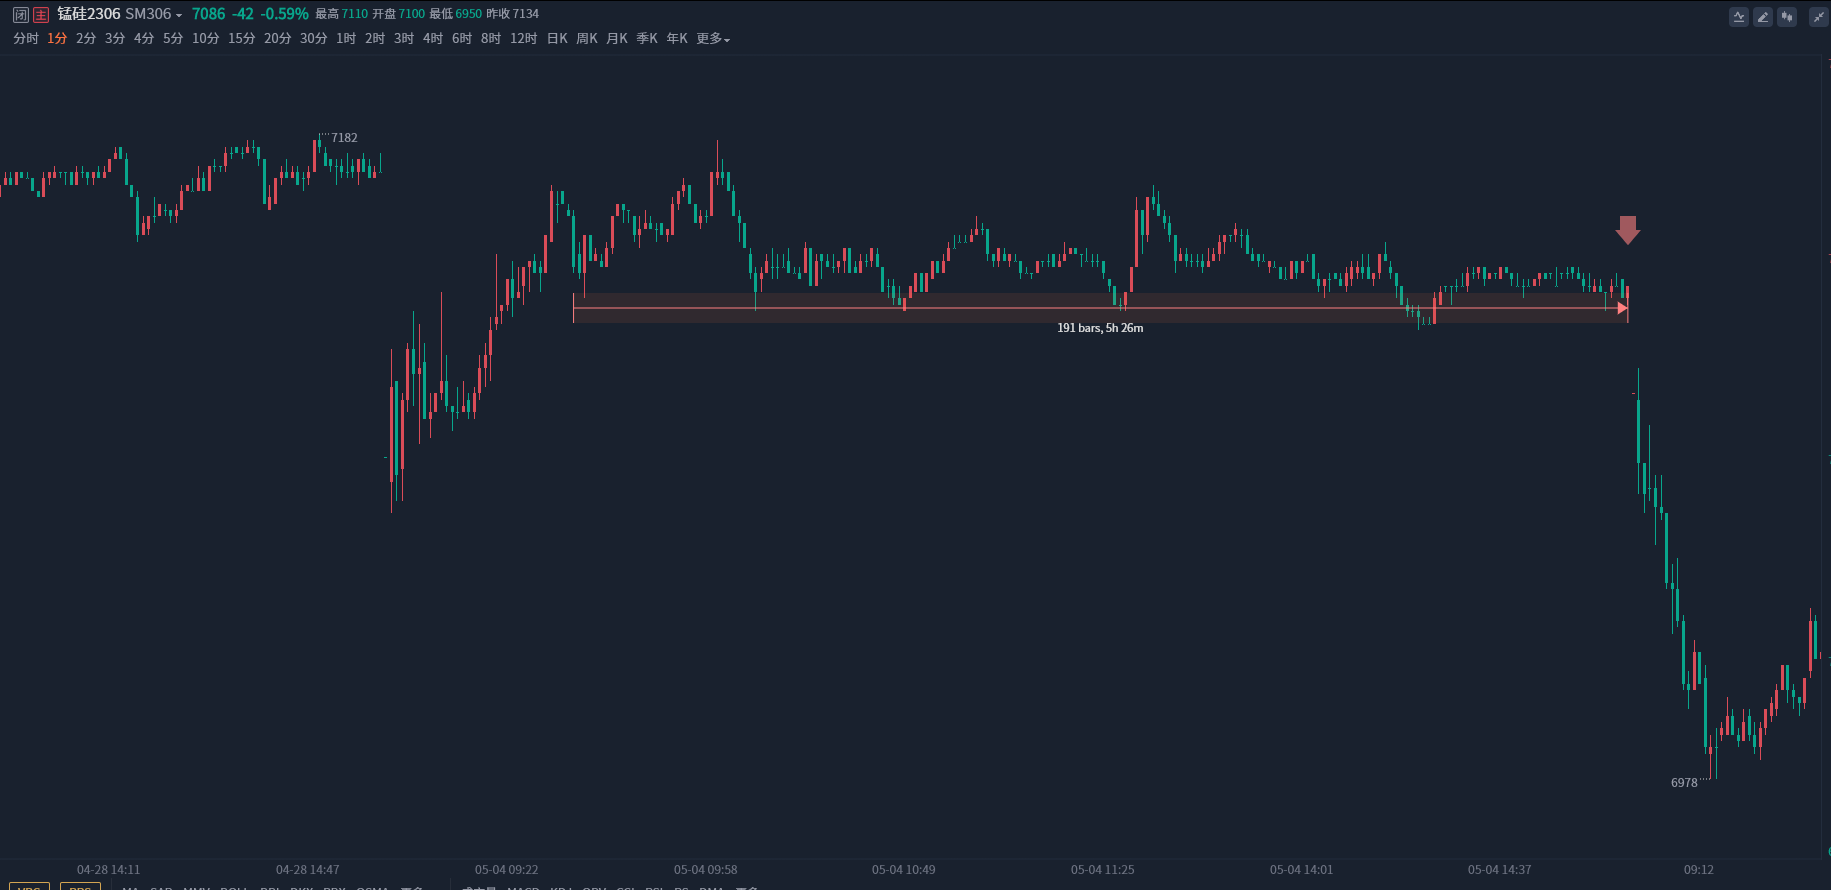 闭 主 锰硅2306 SM306 7086 -42 -0.59% 最高 7110 开盘 7100 最低 6950 昨收 7134
分时 1分 2分 3分 4分 5分 10分 15分 20分 30分 1时 2时 3时 4时 6时 8时 12时 日K 周K 月K 季K 年K 更多
7182
191 bars, 5h 26m
6978
04-28 14:11 04-28 14:47 05-04 09:22 05-04 09:58 05-04 10:49 05-04 11:25 05-04 14:01 05-04 14:37 09:12